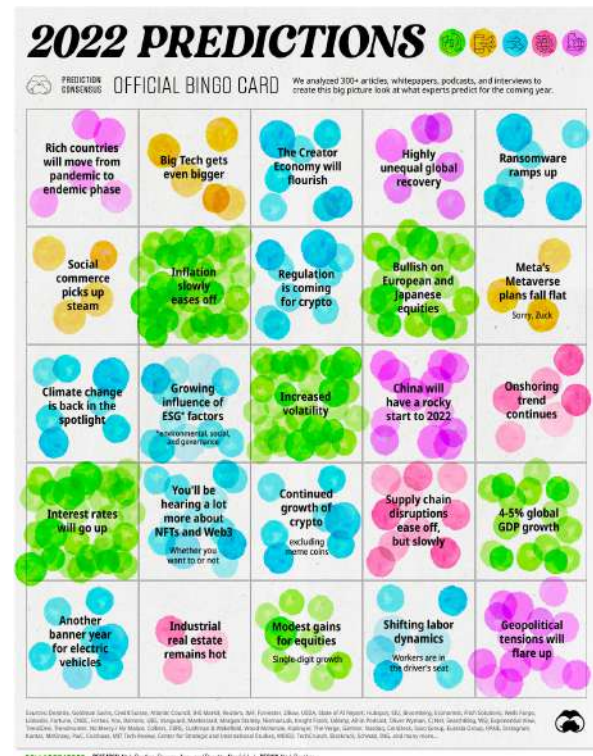 2022 PREDICTIONS
PREDICTION
CONSENSUS
OFFICIAL BINGO CARD
We analyzed 300+ articles, whitepapers, podcasts, and interviews to
create this big picture look at what experts predict for the coming year.
Rich countries
will move from
pandemic to
endemic phase
Big Tech gets
even bigger
The Creator
Economy will
flourish
Highly
unequal global
recovery
Ransomware
ramps up
Social
commerce
picks up
steam
Inflation
slowly
eases off
Regulation
is coming
for crypto
Bullish on
European and
Japanese
equities
Meta's
Metaverse
plans fall flat
Sorry, Zuck
Climate change
is back in the
spotlight
Growing
influence of
ESG* factors
*environmental, social,
and governance
Increased
volatility
China will
have a rocky
start to 2022
Onshoring
trend
continues
Interest rates
will go up
You'll be
hearing a lot
more about
NFTs and Web3
Whether you
want to or not
Continued
growth of
crypto
excluding
meme coins
Supply chain
disruptions
ease off,
but slowly
4-5% global
GDP growth
Another
banner year
for electric
vehicles
Industrial
real estate
remains hot
Modest gains
for equities
Single-digit growth
Shifting labor
dynamics
Workers are in
the driver's seat
Geopolitical
tensions will
flare up